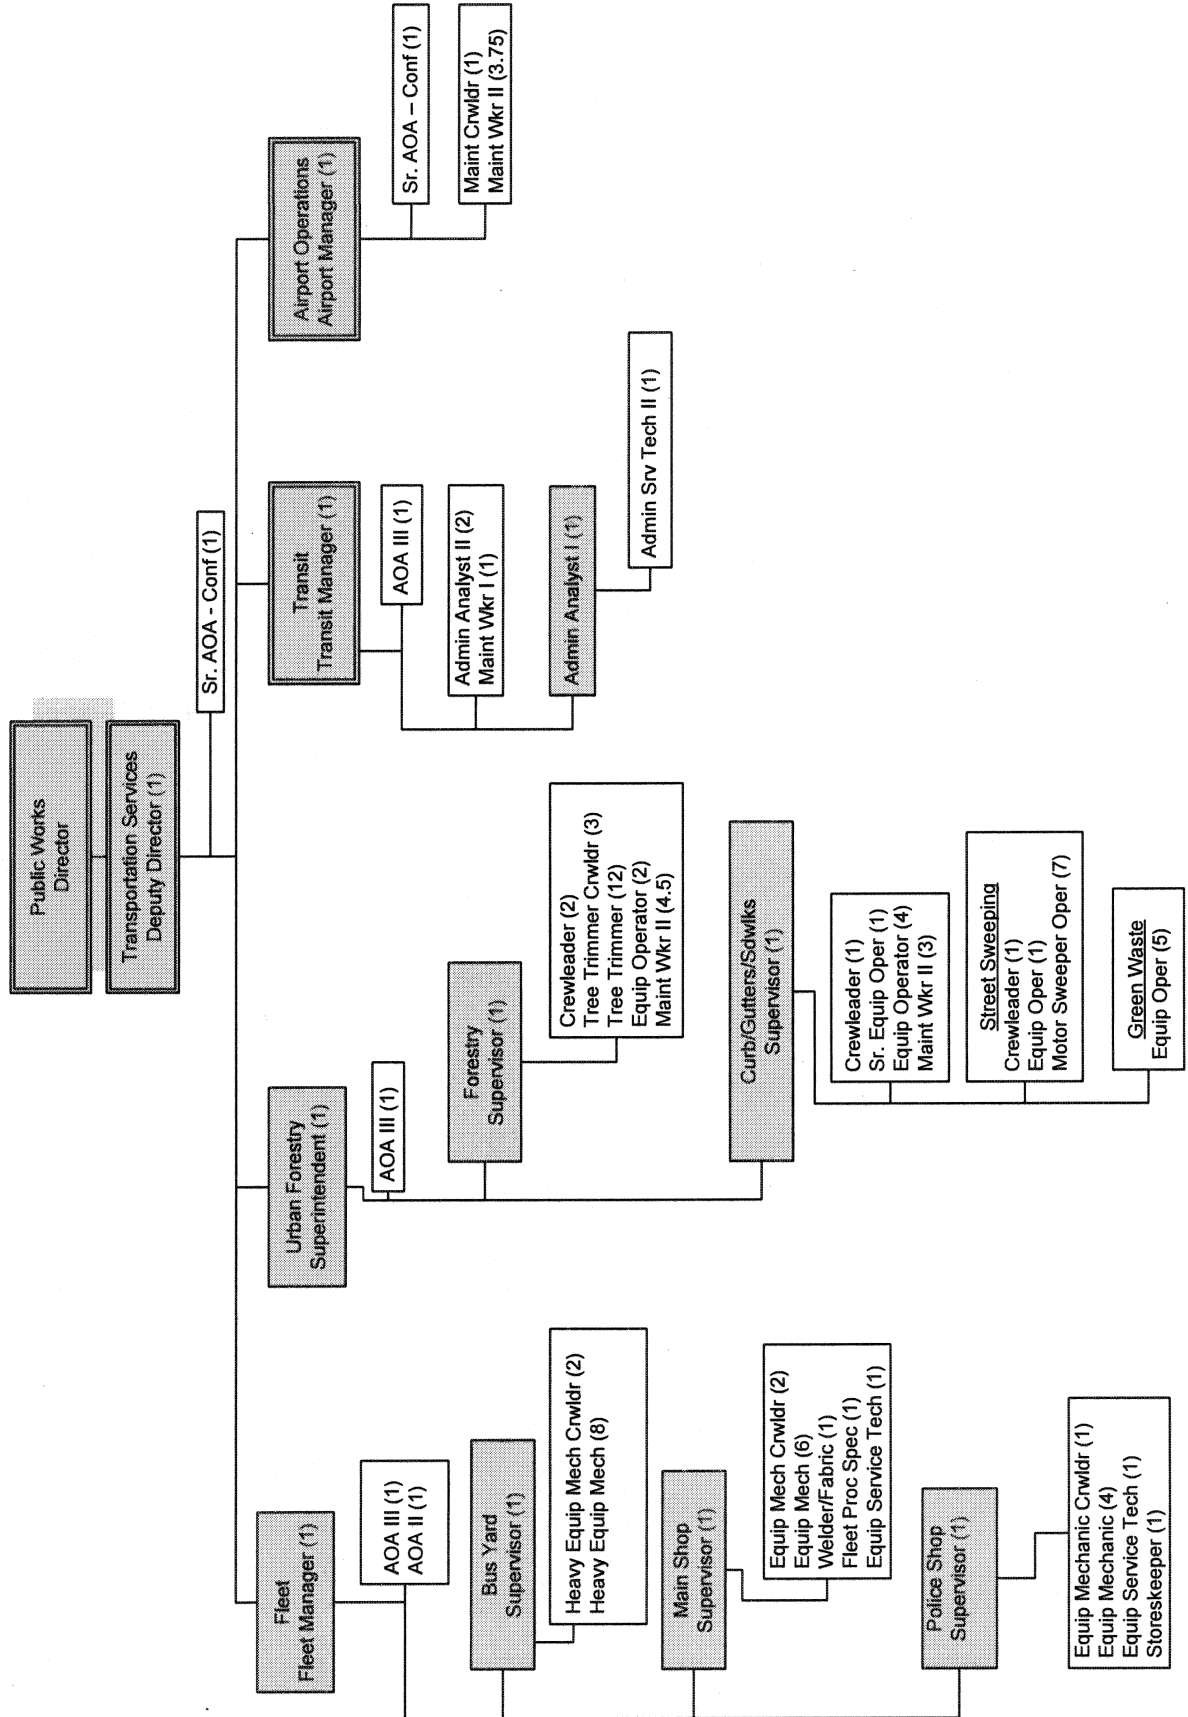 Public Works
Director
Transportation Services
Deputy Director (1)
Sr. AOA - Conf (1)
Fleet
Fleet Manager (1)
AOA III (1)
AOA II (1)
Bus Yard
Supervisor (1)
Heavy Equip Mech Crwldr (2)
Heavy Equip Mech (8)
Main Shop
Supervisor (1)
Equip Mech Crwldr (2)
Equip Mech (6)
Welder/Fabric (1)
Fleet Proc Spec (1)
Equip Service Tech (1)
Police Shop
Supervisor (1)
Equip Mechanic Crwldr (1)
Equip Mechanic (4)
Equip Service Tech (1)
Storeskeeper (1)
Urban Forestry
Superintendent (1)
AOA III (1)
Forestry
Supervisor (1)
Crewleader (2)
Tree Trimmer Crwldr (3)
Tree Trimmer (12)
Equip Operator (2)
Maint Wkr II (4.5)
Curb/Gutters/Sdwlks
Supervisor (1)
Crewleader (1)
Sr. Equip Oper (1)
Equip Operator (4)
Maint Wkr II (3)
Street Sweeping
Crewleader (1)
Equip Oper (1)
Motor Sweeper Oper (7)
Green Waste
Equip Oper (5)
Transit
Transit Manager (1)
AOA III (1)
Admin Analyst II (2)
Maint Wkr I (1)
Admin Analyst I (1)
Admin Srv Tech II (1)
Airport Operations
Airport Manager (1)
Sr. AOA – Conf (1)
Maint Crwldr (1)
Maint Wkr II (3.75)